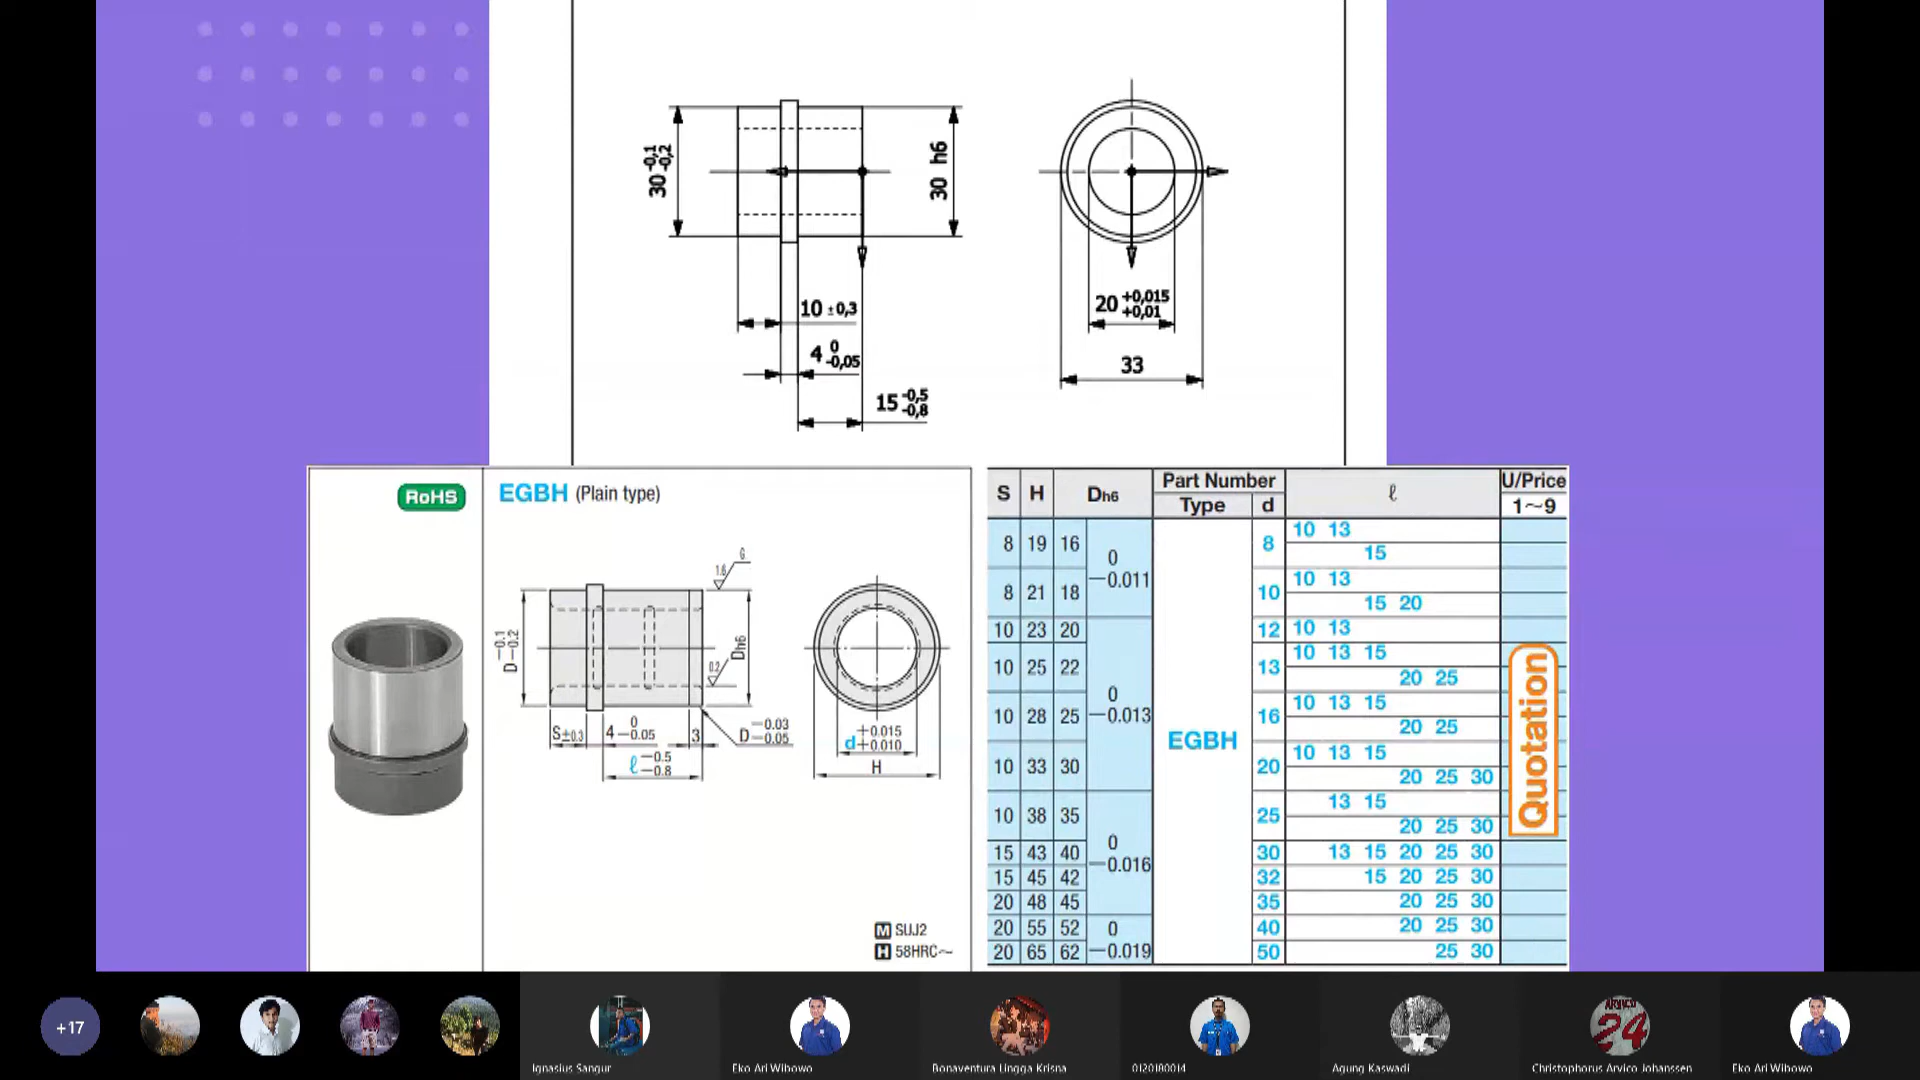 30 -0,1 -0,2
30 h6
10 ±0,3
4 0 -0,05
15 -0,5 -0,8
20 +0,015 +0,01
33
RoHS
EGBH (Plain type)
1.6
G
D -0.1 -0.2
0.2
Dh6
S±0.3
4 0 -0.05
3
D -0.03 -0.05
ℓ -0.5 -0.8
d +0.015 +0.010
H
M SUJ2
H 58HRC~
S H Dh6 Part Number ℓ U/Price
Type d 1~9
8 19 16 0 -0.011 EGBH 8 10 13
15
8 21 18 10 10 13
15 20
10 23 20 0 -0.013 12 10 13
10 25 22 13 10 13 15
20 25
10 28 25 16 10 13 15
20 25
10 33 30 20 10 13 15
20 25 30
10 38 35 0 -0.016 25 13 15
20 25 30
15 43 40 30 13 15 20 25 30
15 45 42 32 15 20 25 30
20 48 45 35 20 25 30
20 55 52 0 -0.019 40 20 25 30
20 65 62 50 25 30
Quotation
+17
Ignasius Sangur
Eko Ari Wibowo
Bonaventura Lingga Krisna
0120180014
Agung Kaswadi
ARVICO
24
Christophorus Arvico Johanssen
Eko Ari Wibowo